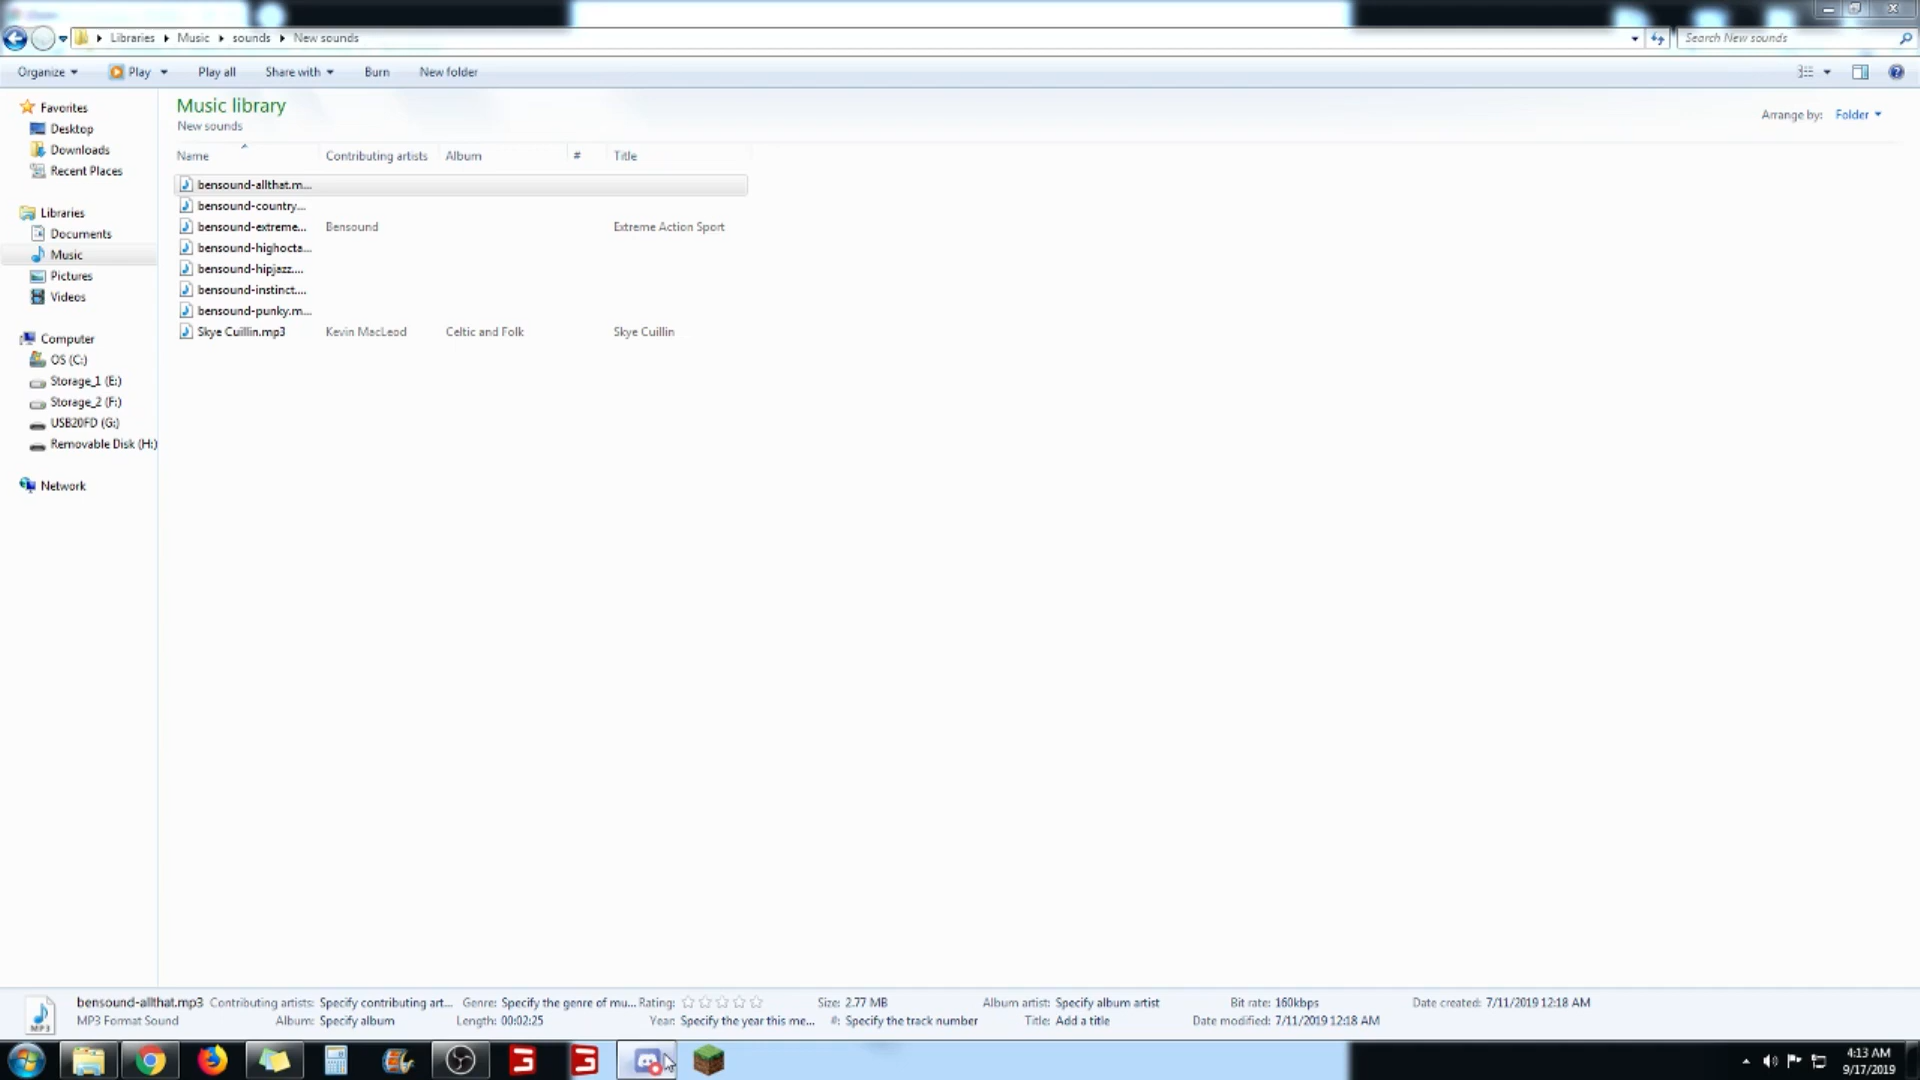 Libraries Music sounds New sounds Search New sounds
Organize Play Play all Share with Burn New folder
Music library
New sounds
Arrange by: Folder
Favorites
Desktop
Downloads
Recent Places
Libraries
Documents
Music
Pictures
Videos
Computer
OS (C:)
Storage_1 (E:)
Storage_2 (F:)
USB20FD (G:)
Removable Disk (H:)
Network
Name Contributing artists Album # Title
bensound-allthat.m...
bensound-country...
bensound-extreme... Bensound Extreme Action Sport
bensound-highocta...
bensound-hipjazz....
bensound-instinct....
bensound-punky.m...
Skye Cuillin.mp3 Kevin MacLeod Celtic and Folk Skye Cuillin
bensound-allthat.mp3 Contributing artists: Specify contributing art... Genre: Specify the genre of mu... Rating: Size: 2.77 MB Album artist: Specify album artist Bit rate: 160kbps Date created: 7/11/2019 12:18 AM
MP3 Format Sound Album: Specify album Length: 00:02:25 Year: Specify the year this me... #: Specify the track number Title: Add a title Date modified: 7/11/2019 12:18 AM
MP3
4:13 AM
9/17/2019